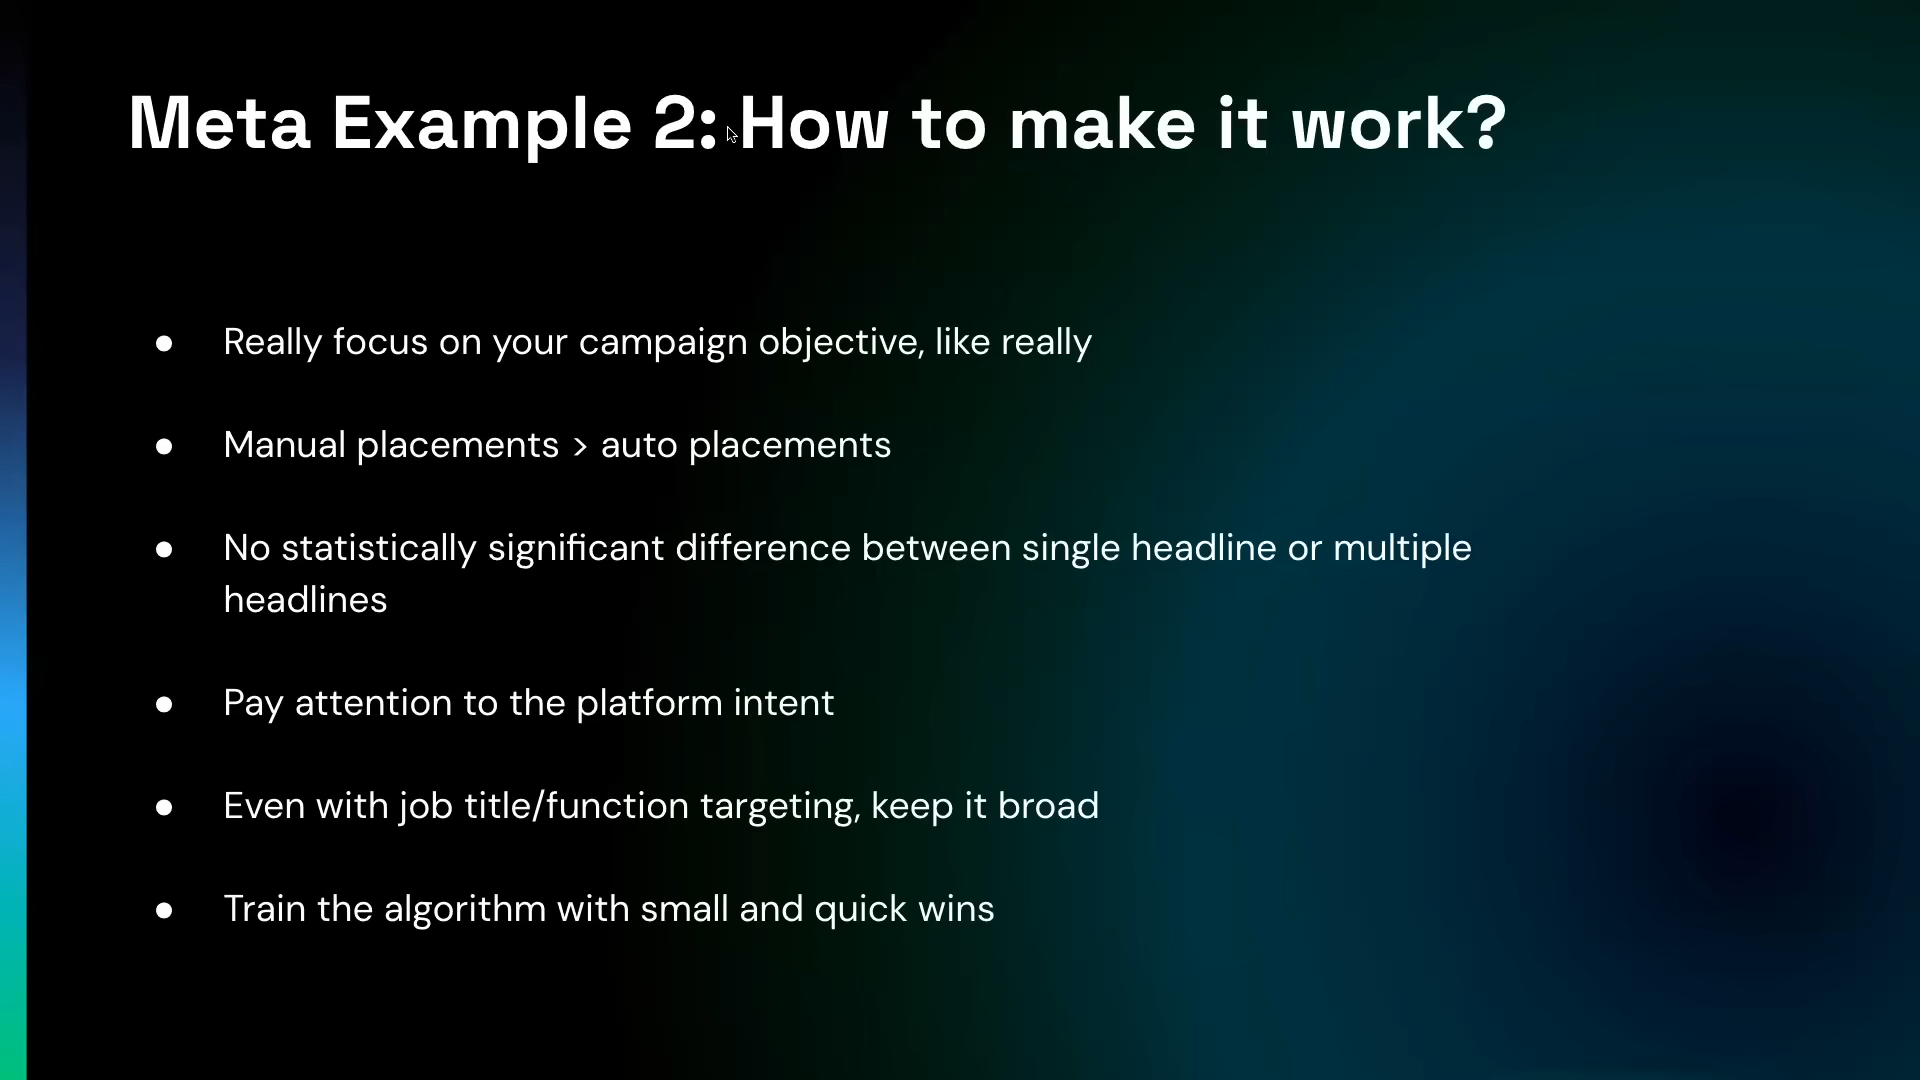 Meta Example 2: How to make it work?
● Really focus on your campaign objective, like really
● Manual placements > auto placements
● No statistically significant difference between single headline or multiple
headlines
● Pay attention to the platform intent
● Even with job title/function targeting, keep it broad
● Train the algorithm with small and quick wins